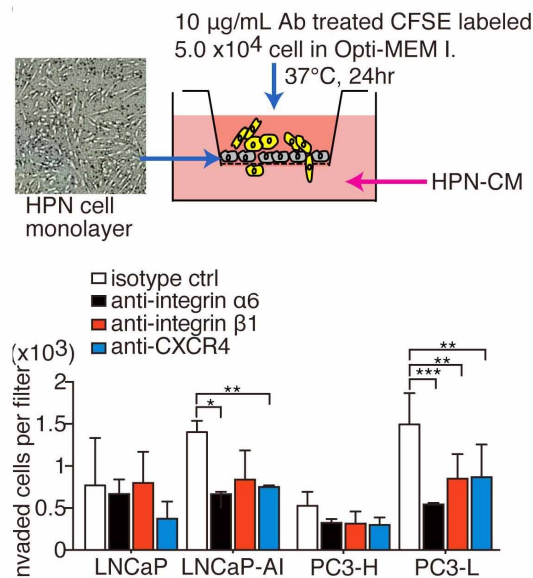 10 µg/mL Ab treated CFSE labeled
5.0 x10⁴ cell in Opti-MEM I.
37°C, 24hr
HPN-CM
HPN cell
monolayer
isotype ctrl
anti-integrin α6
anti-integrin β1
anti-CXCR4
(x10³)
nvaded cells per filter
2
1.5
1
0.5
0
* **
*** ** **
LNCaP LNCaP-AI PC3-H PC3-L